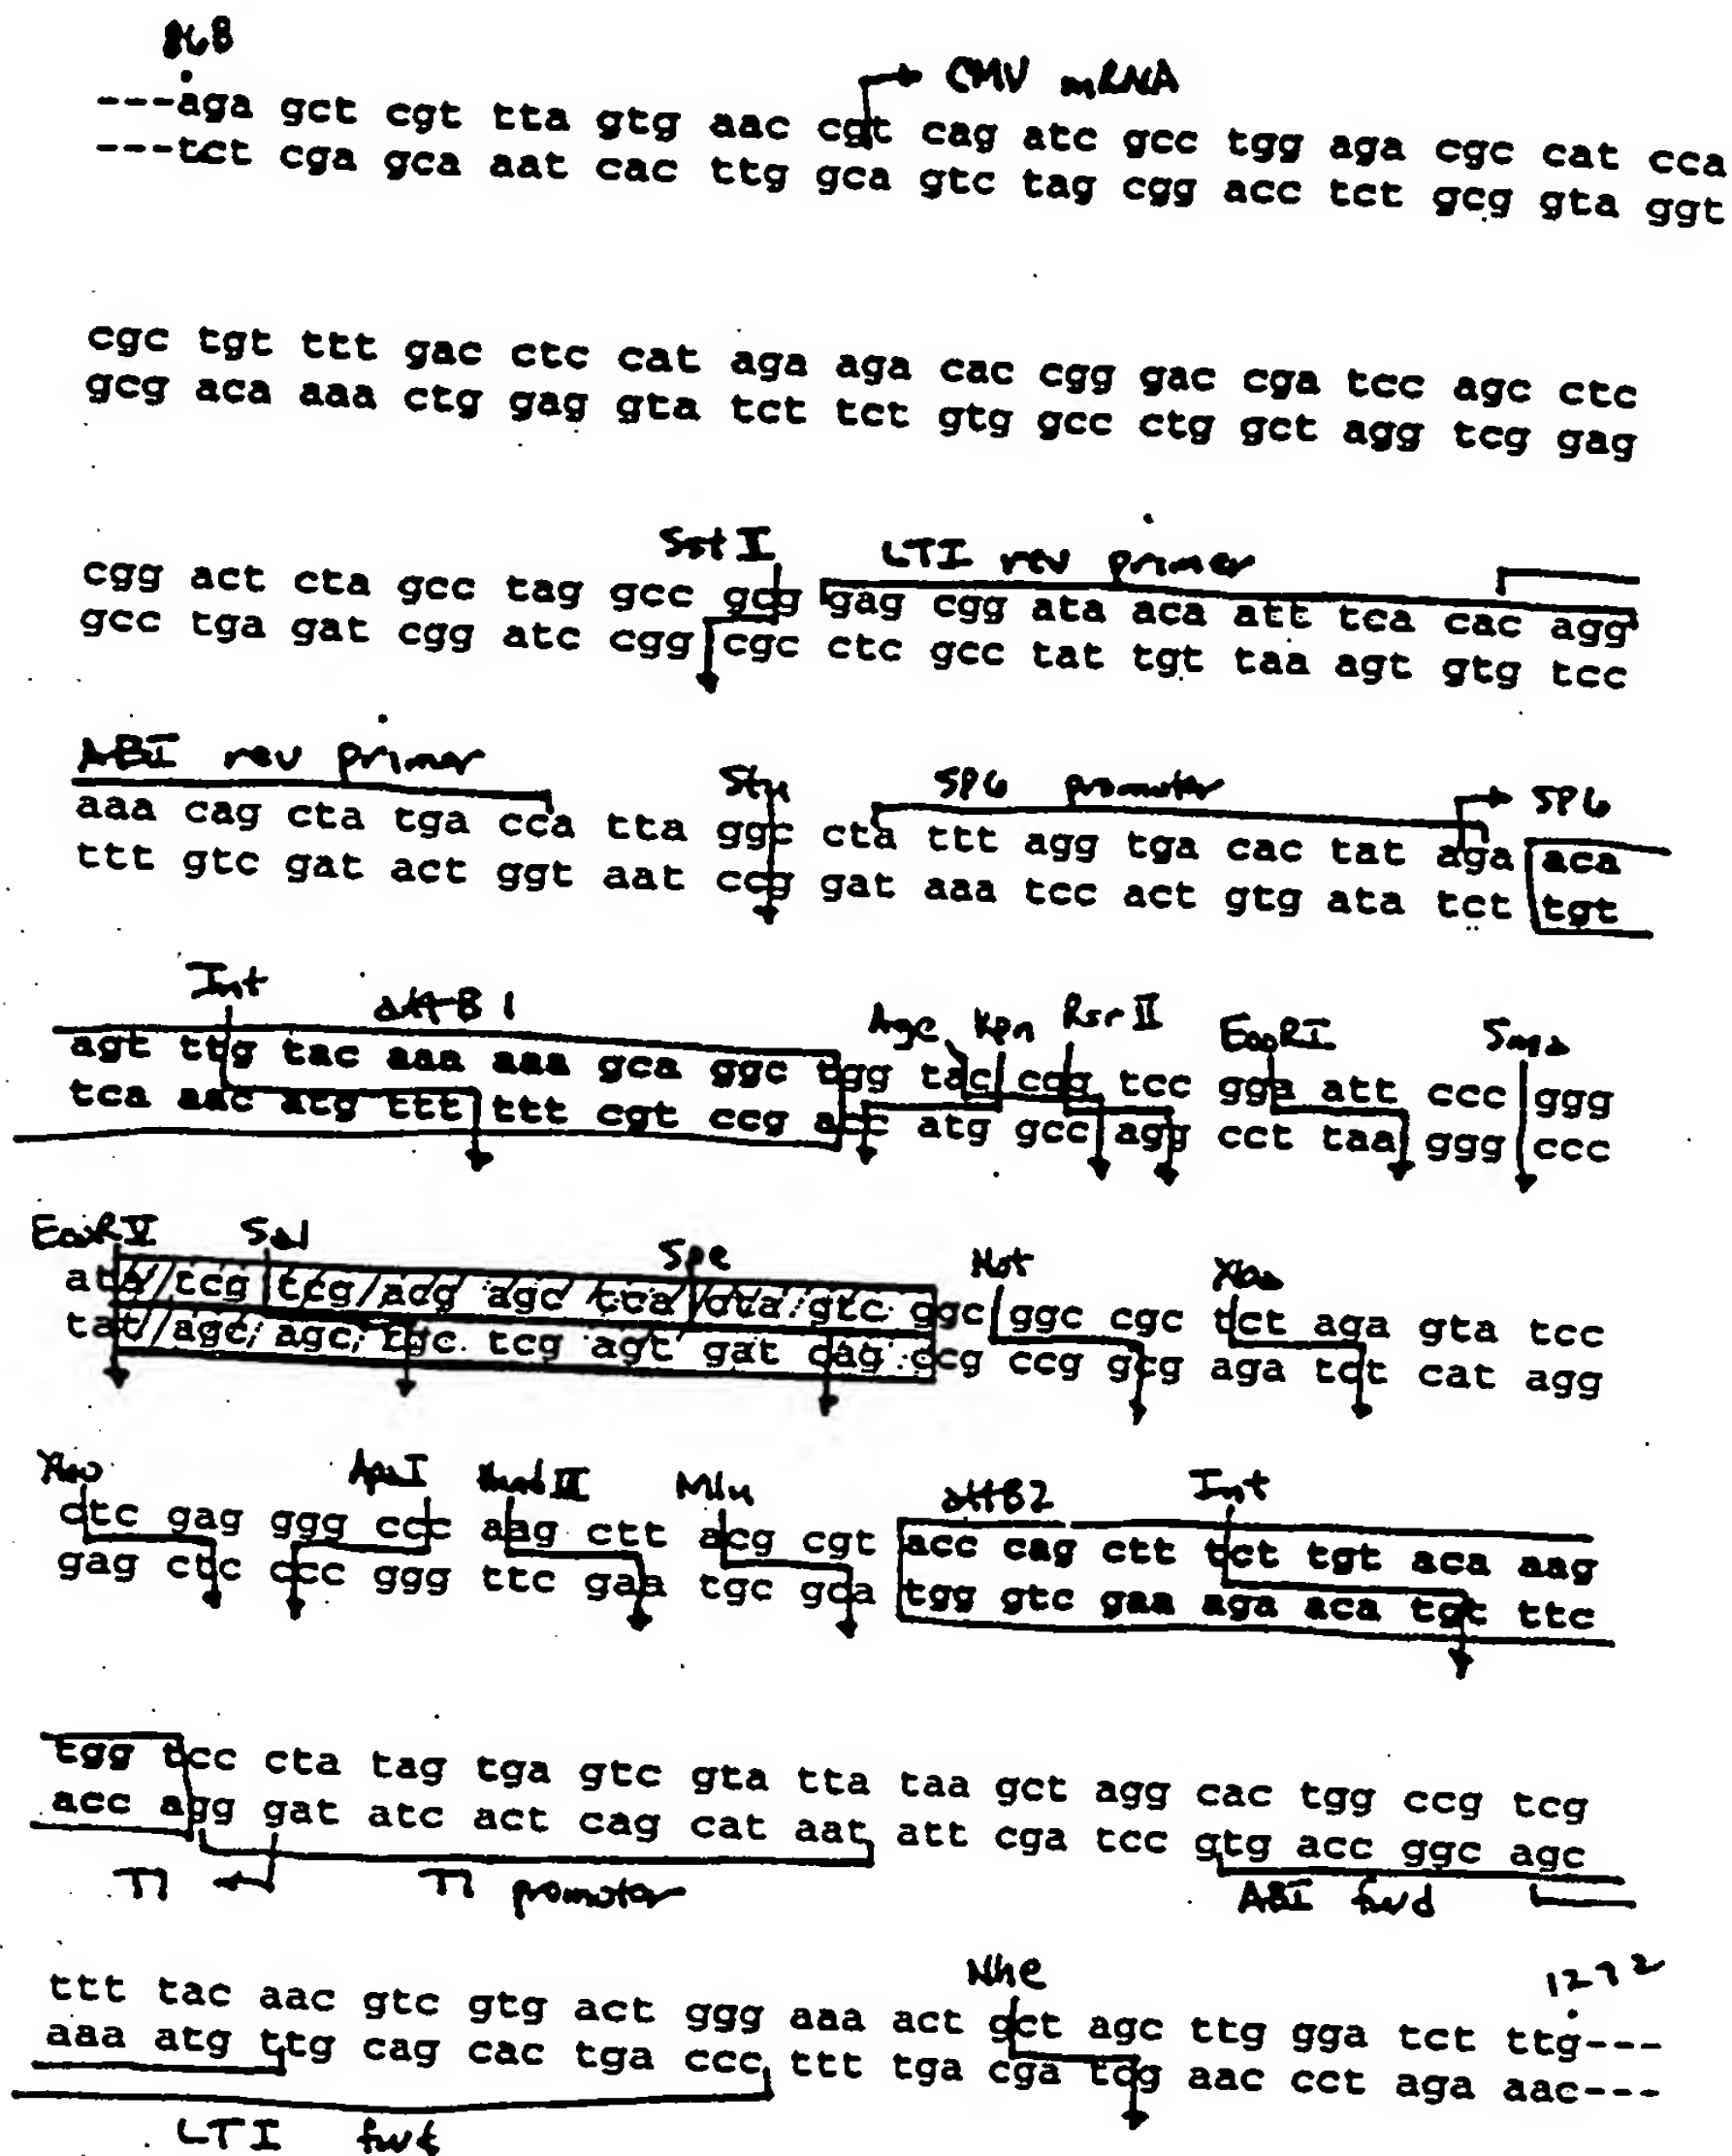 868
CMV mRNA
---aga gct cgt tta gtg aac cgt cag atc gcc tgg aga cgc cat cca
---tct cga gca aat cac ttg gca gtc tag cgg acc tct gcg gta ggt
cgc tgt ttt gac ctc cat aga aga cac cgg gac cga tcc agc ctc
gcg aca aaa ctg gag gta tct tct gtg gcc ctg gct agg tcg gag
Sst I LTI rev primer
cgg act cta gcc tag gcc gcg gag cgg ata aca att tca cac agg
gcc tga gat cgg atc cgg cgc ctc gcc tat tgt taa agt gtg tcc
ABI rev primer Stu SP6 promoter SP6
aaa cag cta tga cca tta ggc cta ttt agg tga cac tat aga aca
ttt gtc gat act ggt aat ccg gat aaa tcc act gtg ata tct tgt
Int attB1 Age Kpn Rsr II EcoRI Sma
agt ttg tac aaa aaa gca ggc tgg tac cgg tcc gga att ccc ggg
tca aac atg ttt ttt cgt ccg acc atg gcc agg cct taa ggg ccc
EcoRV Sal Spe Not Xba
ata tcg tcg acg agc tca cta gtc ggc ggc cgc tct aga gta tcc
tat agc agc tgc tcg agt gat cag ccg ccg gcg aga tct cat agg
Xho ApaI Hind III Mlu attB2 Int
ctc gag ggg ccc aag ctt acg cgt acc cag ctt tct tgt aca aag
gag ctc ccc ggg ttc gaa tgc gca tgg gtc gaa aga aca tgt ttc
tgg tcc cta tag tga gtc gta tta taa gct agg cac tgg ccg tcg
acc agg gat atc act cag cat aat att cga tcc gtg acc ggc agc
T7 T7 promoter ABI fwd
Nhe 1272
ttt tac aac gtc gtg act ggg aaa act gct agc ttg gga tct ttg---
aaa atg ttg cag cac tga ccc ttt tga cga tcg aac cct aga aac---
LTI fwd